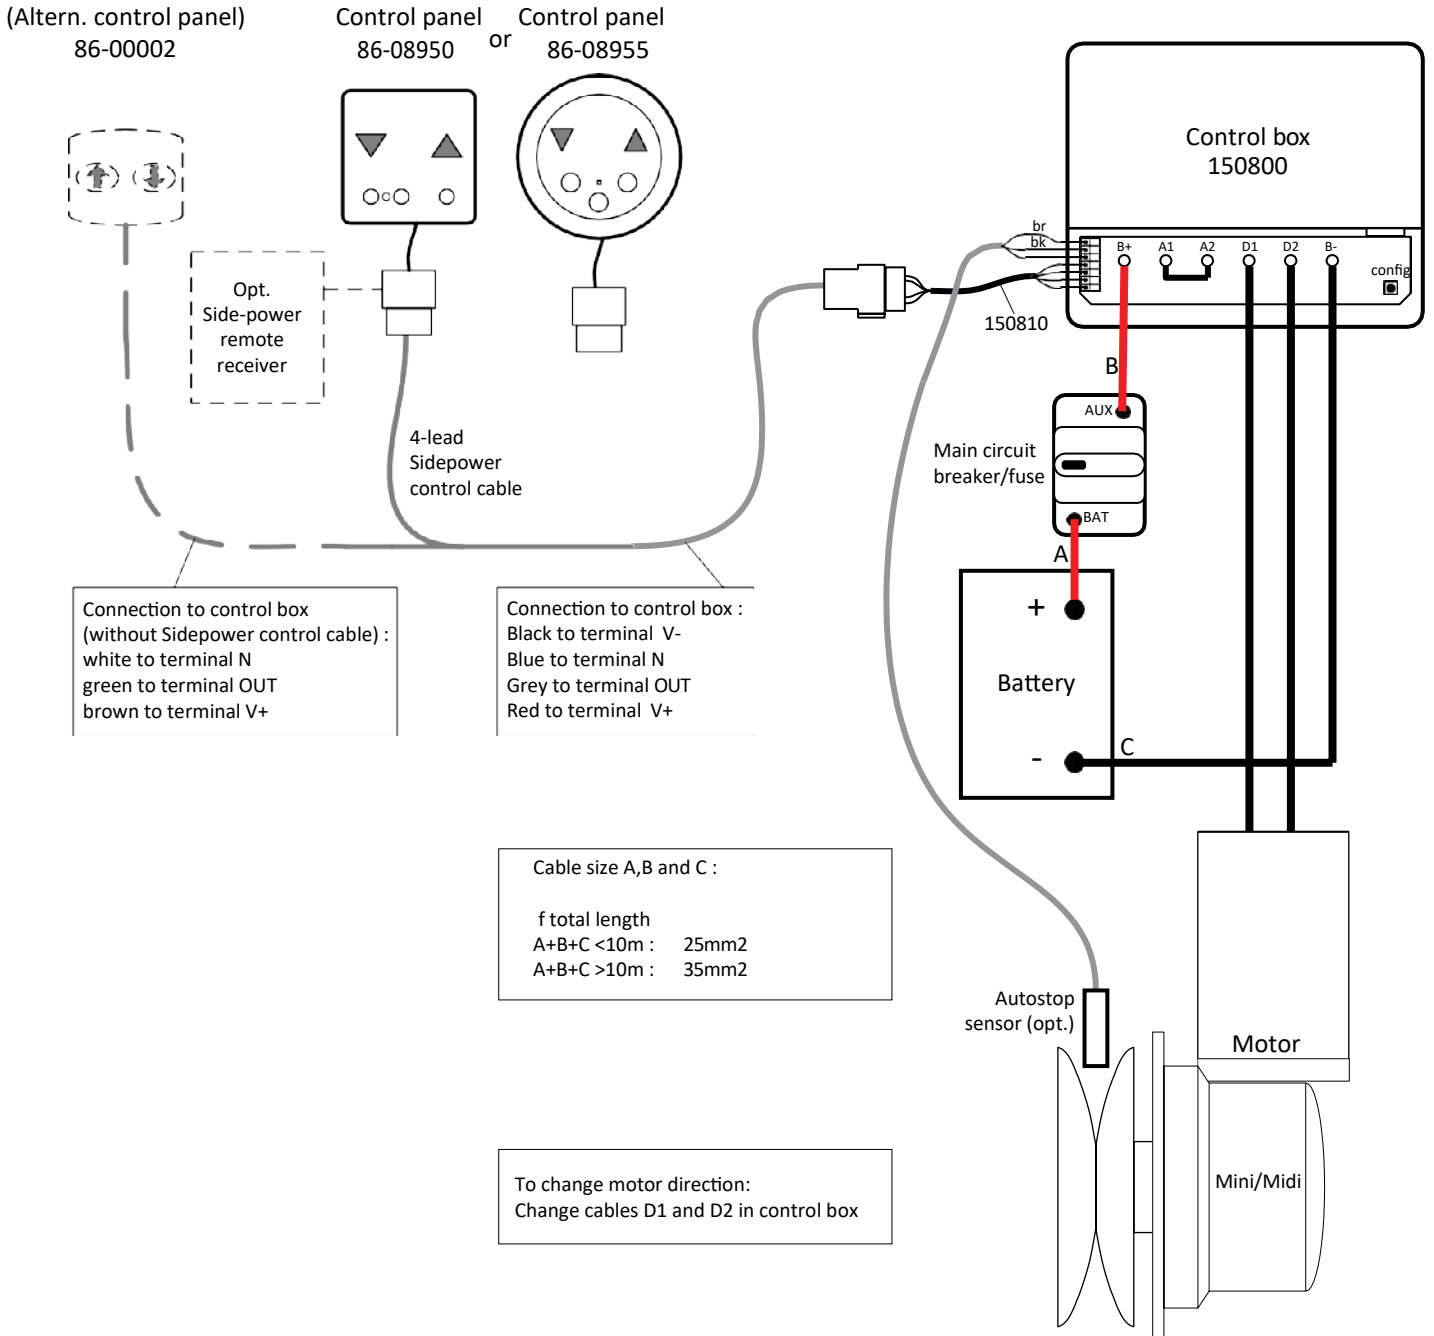 (Altern. control panel)
86-00002
Control panel
86-08950
or
Control panel
86-08955
Control box
150800
br
bk
B+
A1
A2
D1
D2
B-
config
150810
Opt.
Side-power
remote
receiver
B
AUX
4-lead
Sidepower
control cable
Main circuit
breaker/fuse
BAT
A
Connection to control box
(without Sidepower control cable) :
white to terminal N
green to terminal OUT
brown to terminal V+
Connection to control box :
Black to terminal V-
Blue to terminal N
Grey to terminal OUT
Red to terminal V+
+
Battery
-
C
Cable size A,B and C :
f total length
A+B+C <10m : 25mm2
A+B+C >10m : 35mm2
Autostop
sensor (opt.)
Motor
Mini/Midi
To change motor direction:
Change cables D1 and D2 in control box